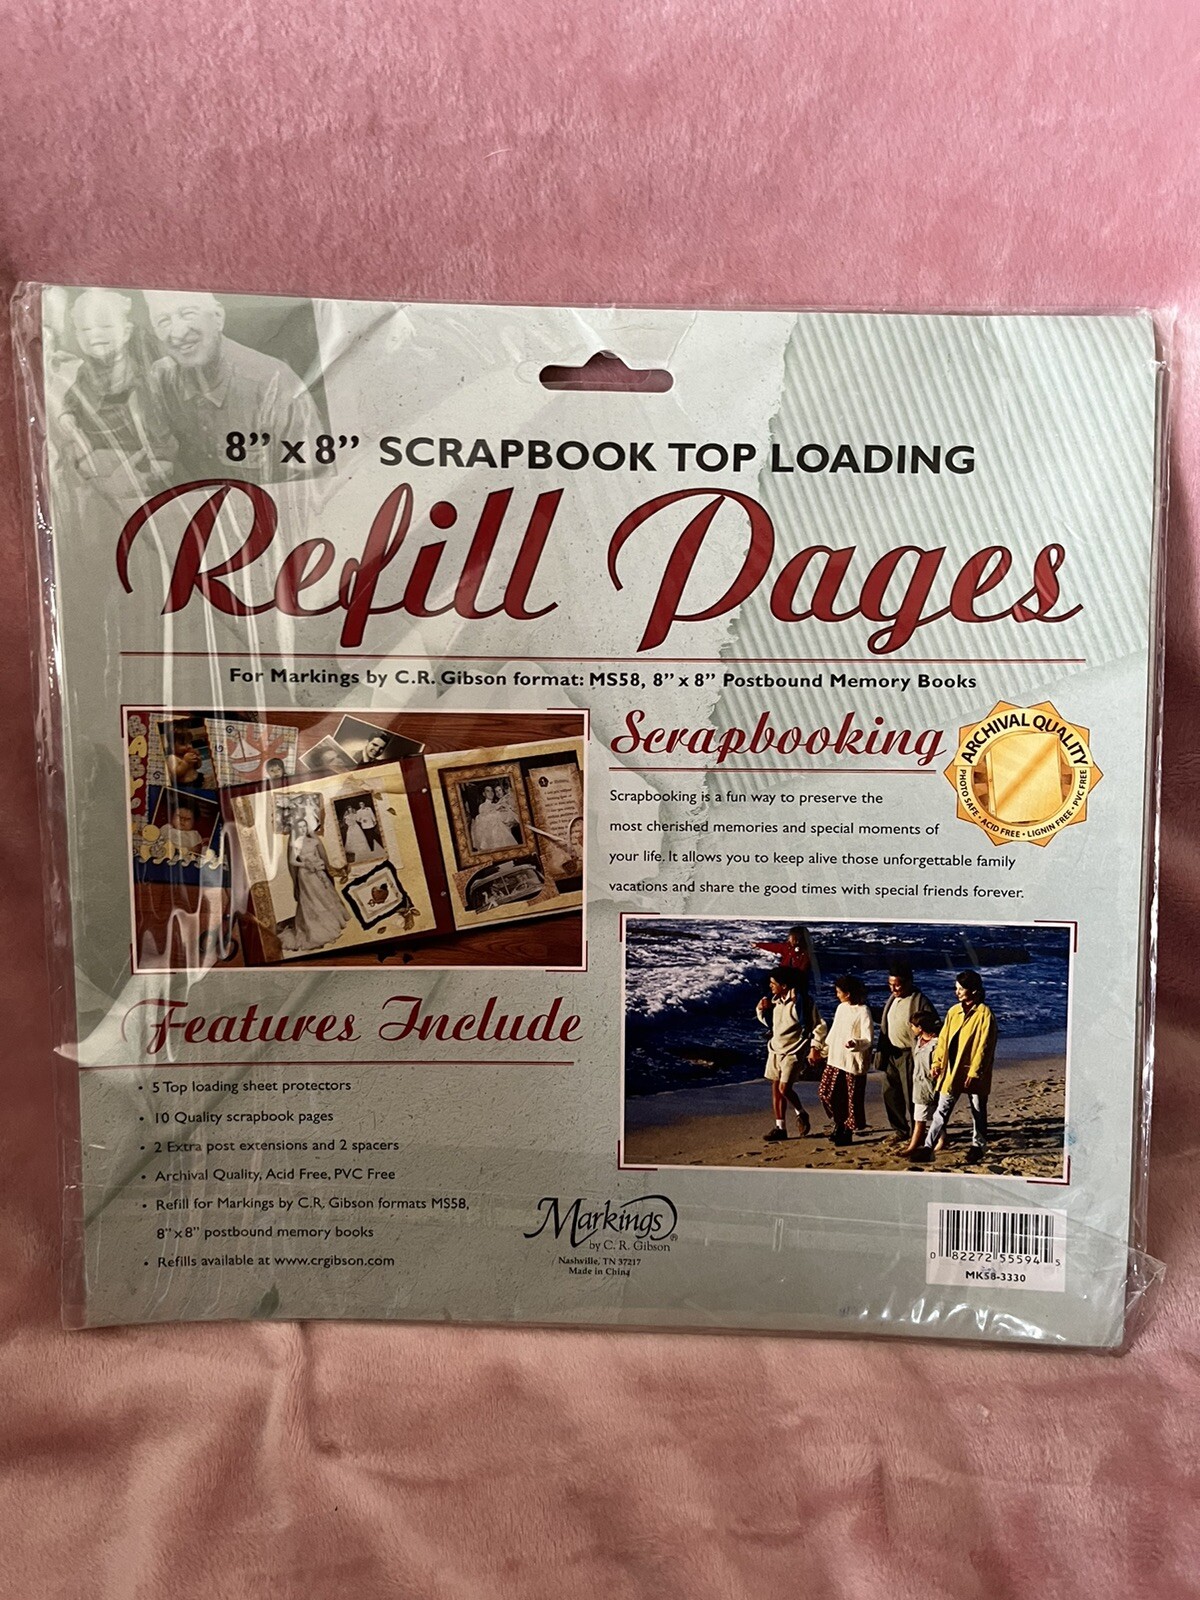 8” x 8” SCRAPBOOK TOP LOADING
Refill Pages
For Markings by C.R. Gibson format: MS58, 8” x 8” Postbound Memory Books
Scrapbooking
ARCHIVAL QUALITY
PHOTO SAFE • ACID FREE • LIGNIN FREE • PVC FREE
Scrapbooking is a fun way to preserve the
most cherished memories and special moments of
your life. It allows you to keep alive those unforgettable family
vacations and share the good times with special friends forever.
Features Include
• 5 Top loading sheet protectors
• 10 Quality scrapbook pages
• 2 Extra post extensions and 2 spacers
• Archival Quality, Acid Free, PVC Free
• Refill for Markings by C.R. Gibson formats MS58,
8” x 8” postbound memory books
• Refills available at www.crgibson.com
Markings®
by C. R. Gibson
Nashville, TN 37217
Made in China
0 82272 55594 5
MK58-3330